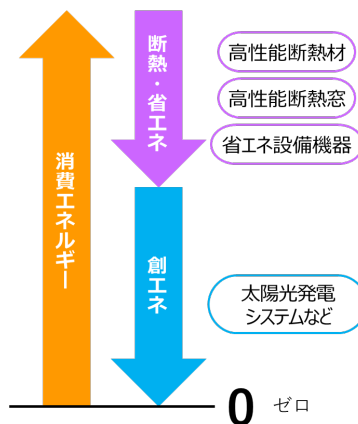 消費エネルギー
断熱・省エネ
高性能断熱材
高性能断熱窓
省エネ設備機器
創エネ
太陽光発電
システムなど
0 ゼロ